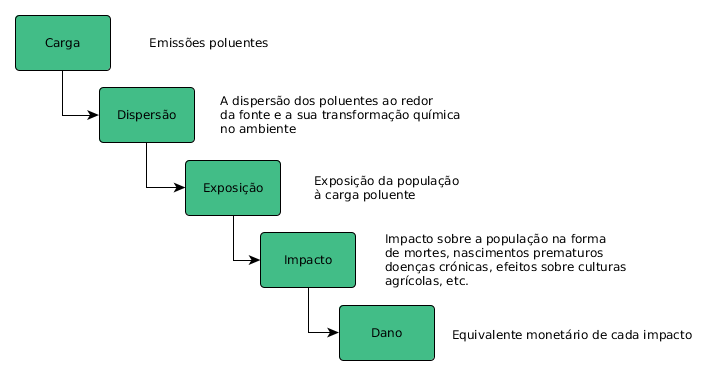 Carga
Emissões poluentes
Dispersão
A dispersão dos poluentes ao redor
da fonte e a sua transformação química
no ambiente
Exposição
Exposição da população
à carga poluente
Impacto
Impacto sobre a população na forma
de mortes, nascimentos prematuros
doenças crónicas, efeitos sobre culturas
agrícolas, etc.
Dano
Equivalente monetário de cada impacto